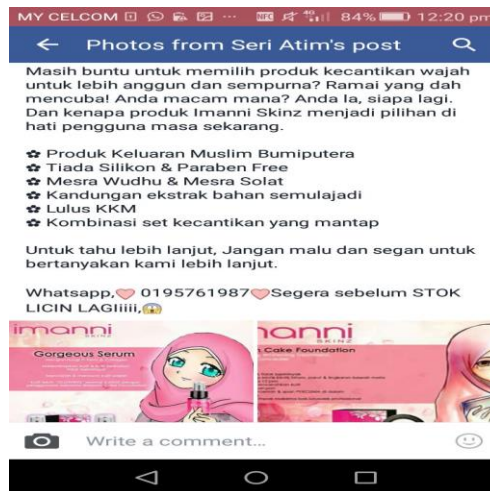 MY CELCOM ... NFC 4G 84% 12:20 pm
Photos from Seri Atim's post
Masih buntu untuk memilih produk kecantikan wajah
untuk lebih anggun dan sempurna? Ramai yang dah
mencuba! Anda macam mana? Anda la, siapa lagi.
Dan kenapa produk Imanni Skinz menjadi pilihan di
hati pengguna masa sekarang.
✿ Produk Keluaran Muslim Bumiputera
✿ Tiada Silikon & Paraben Free
✿ Mesra Wudhu & Mesra Solat
✿ Kandungan ekstrak bahan semulajadi
✿ Lulus KKM
✿ Kombinasi set kecantikan yang mantap
Untuk tahu lebih lanjut, Jangan malu dan segan untuk
bertanyakan kami lebih lanjut.
Whatsapp,💗 0195761987💗Segera sebelum STOK
LICIN LAGIiiii,😱
imanni
SKINZ
Gorgeous Serum
anni
SKINZ
Cake Foundation
Write a comment...